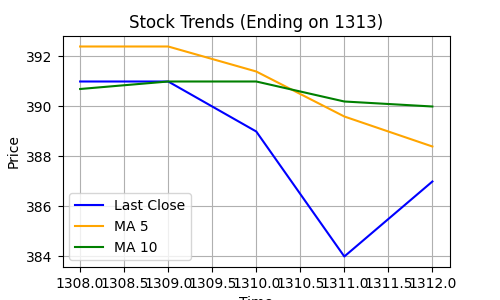 Stock Trends (Ending on 1313)
392
390
388
386
384
Price
Last Close
MA 5
MA 10
1308.0 1308.5 1309.0 1309.5 1310.0 1310.5 1311.0 1311.5 1312.0
Time